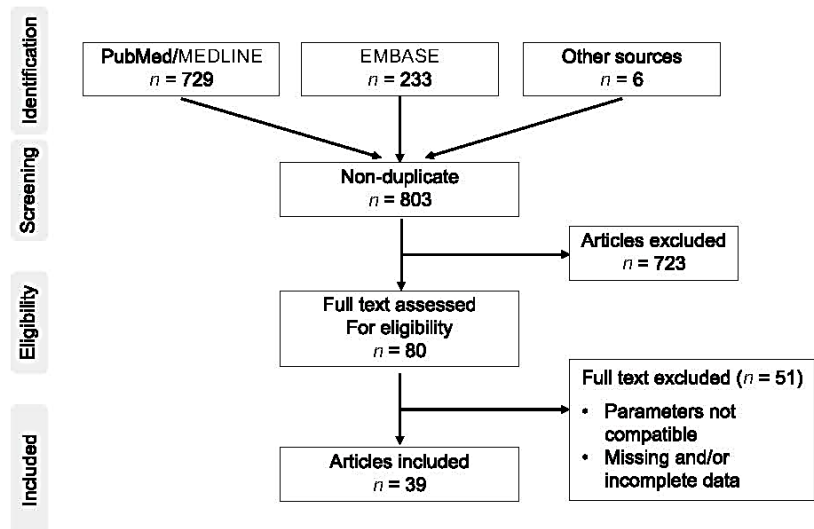 Identification
PubMed/MEDLINE
n = 729
EMBASE
n = 233
Other sources
n = 6
Screening
Non-duplicate
n = 803
Articles excluded
n = 723
Eligibility
Full text assessed
For eligibility
n = 80
Full text excluded (n = 51)
• Parameters not
compatible
• Missing and/or
incomplete data
Included
Articles included
n = 39